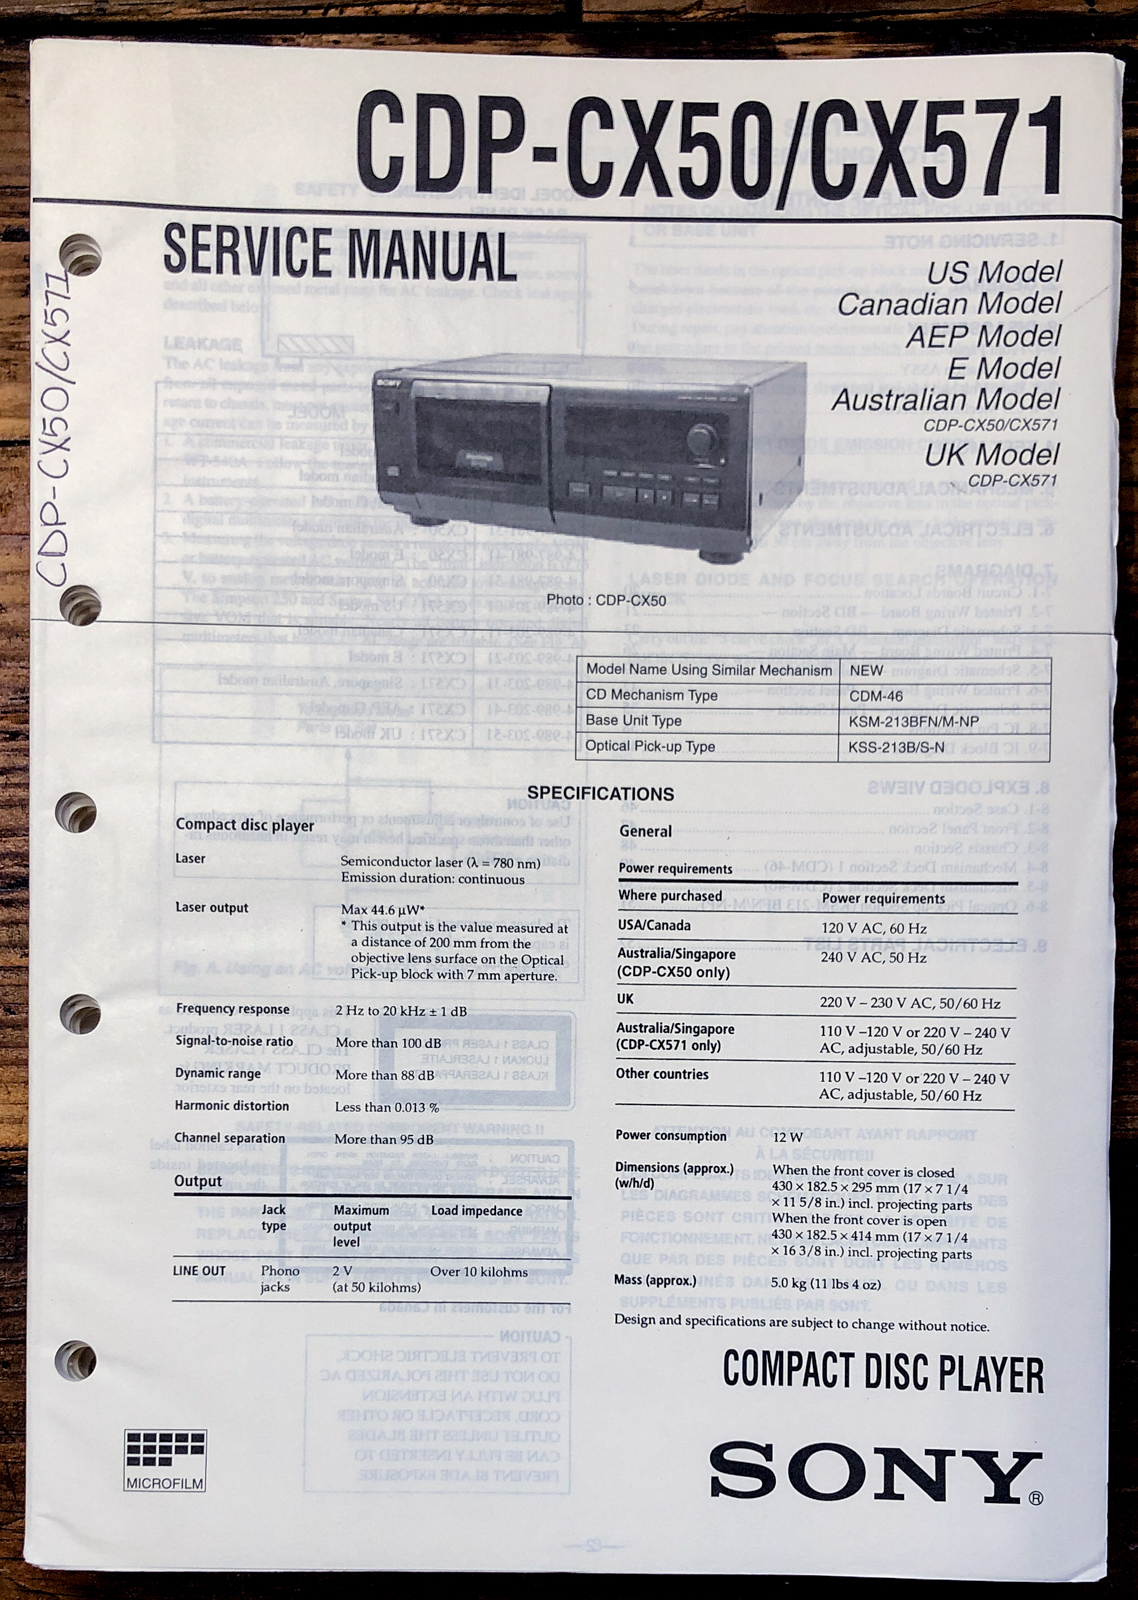 CDP-CX50/CX571
SERVICE MANUAL
US Model
Canadian Model
AEP Model
E Model
Australian Model
CDP-CX50/CX571
UK Model
CDP-CX571
CDP-CX50/CX571
SONY
Photo : CDP-CX50
Model Name Using Similar Mechanism NEW
CD Mechanism Type CDM-46
Base Unit Type KSM-213BFN/M-NP
Optical Pick-up Type KSS-213B/S-N
SPECIFICATIONS
Compact disc player
Laser Semiconductor laser (λ = 780 nm)
Emission duration: continuous
Laser output Max 44.6 µW*
* This output is the value measured at
a distance of 200 mm from the
objective lens surface on the Optical
Pick-up block with 7 mm aperture.
Frequency response 2 Hz to 20 kHz ± 1 dB
Signal-to-noise ratio More than 100 dB
Dynamic range More than 88 dB
Harmonic distortion Less than 0.013 %
Channel separation More than 95 dB
Output
Jack type Maximum output level Load impedance
LINE OUT Phono jacks 2 V (at 50 kilohms) Over 10 kilohms
General
Power requirements
Where purchased Power requirements
USA/Canada 120 V AC, 60 Hz
Australia/Singapore 240 V AC, 50 Hz
(CDP-CX50 only)
UK 220 V – 230 V AC, 50/60 Hz
Australia/Singapore 110 V –120 V or 220 V – 240 V
(CDP-CX571 only) AC, adjustable, 50/60 Hz
Other countries 110 V –120 V or 220 V – 240 V
AC, adjustable, 50/60 Hz
Power consumption 12 W
Dimensions (approx.) When the front cover is closed
(w/h/d) 430 × 182.5 × 295 mm (17 × 7 1/4
× 11 5/8 in.) incl. projecting parts
When the front cover is open
430 × 182.5 × 414 mm (17 × 7 1/4
× 16 3/8 in.) incl. projecting parts
Mass (approx.) 5.0 kg (11 lbs 4 oz)
Design and specifications are subject to change without notice.
COMPACT DISC PLAYER
MICROFILM
SONY®